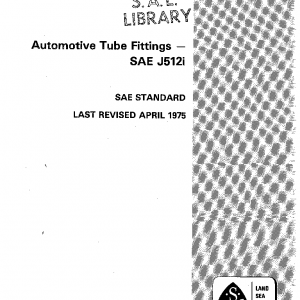 S.A.E.
LIBRARY
Automotive Tube Fittings —
SAE J512i
SAE STANDARD
LAST REVISED APRIL 1975
LAND
SEA